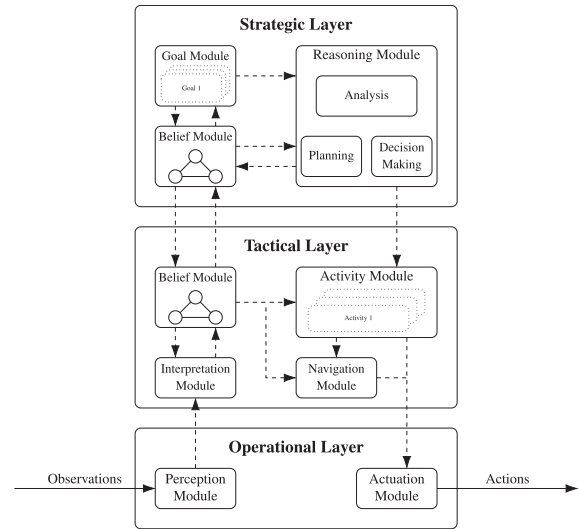 Strategic Layer
Goal Module
Goal 1
Reasoning Module
Analysis
Belief Module
Planning
Decision
Making
Tactical Layer
Belief Module
Activity Module
Activity 1
Interpretation
Module
Navigation
Module
Operational Layer
Observations
Perception
Module
Actuation
Module
Actions